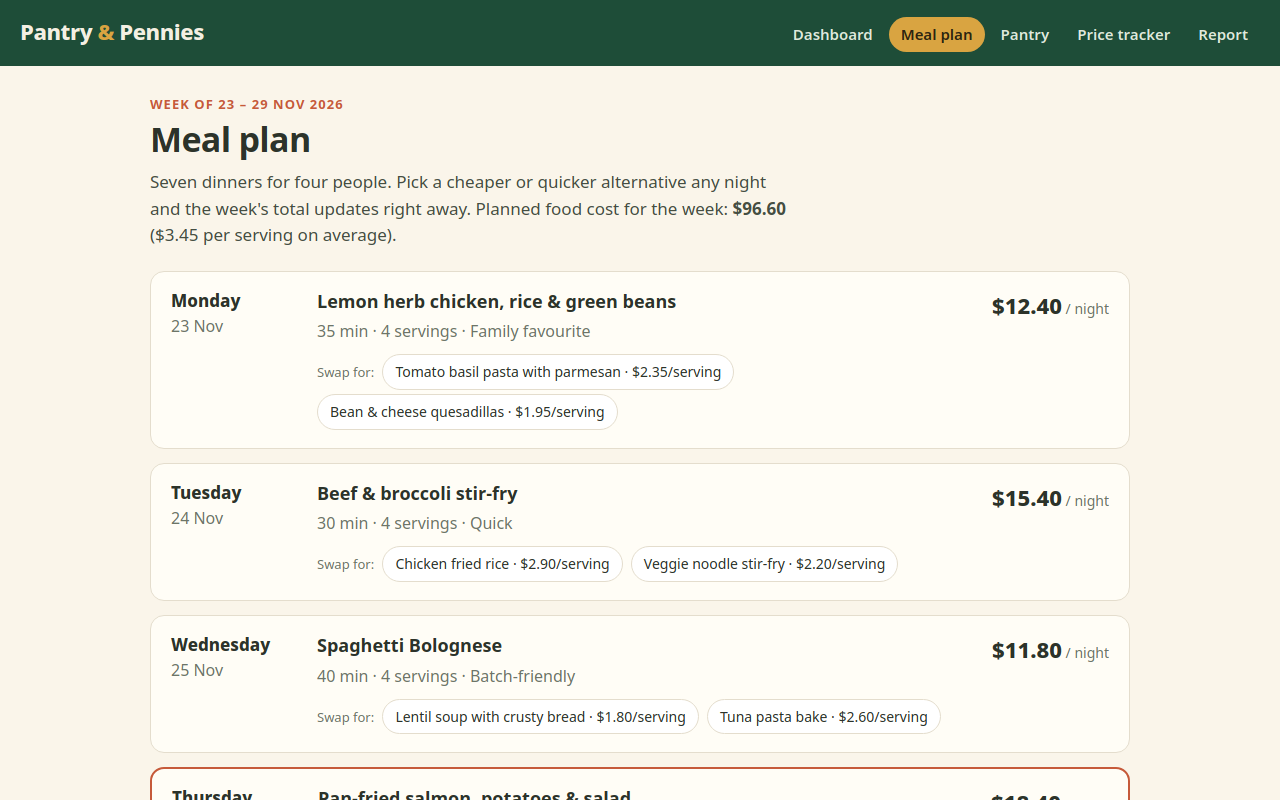 Pantry & Pennies
Dashboard
Meal plan
Pantry
Price tracker
Report
WEEK OF 23 – 29 NOV 2026
Meal plan
Seven dinners for four people. Pick a cheaper or quicker alternative any night
and the week's total updates right away. Planned food cost for the week: $96.60
($3.45 per serving on average).
Monday
23 Nov
Lemon herb chicken, rice & green beans
35 min · 4 servings · Family favourite
Swap for: Tomato basil pasta with parmesan · $2.35/serving
Bean & cheese quesadillas · $1.95/serving
$12.40 / night
Tuesday
24 Nov
Beef & broccoli stir-fry
30 min · 4 servings · Quick
Swap for: Chicken fried rice · $2.90/serving Veggie noodle stir-fry · $2.20/serving
$15.40 / night
Wednesday
25 Nov
Spaghetti Bolognese
40 min · 4 servings · Batch-friendly
Swap for: Lentil soup with crusty bread · $1.80/serving Tuna pasta bake · $2.60/serving
$11.80 / night
Thursday
Pan-fried salmon, potatoes & salad